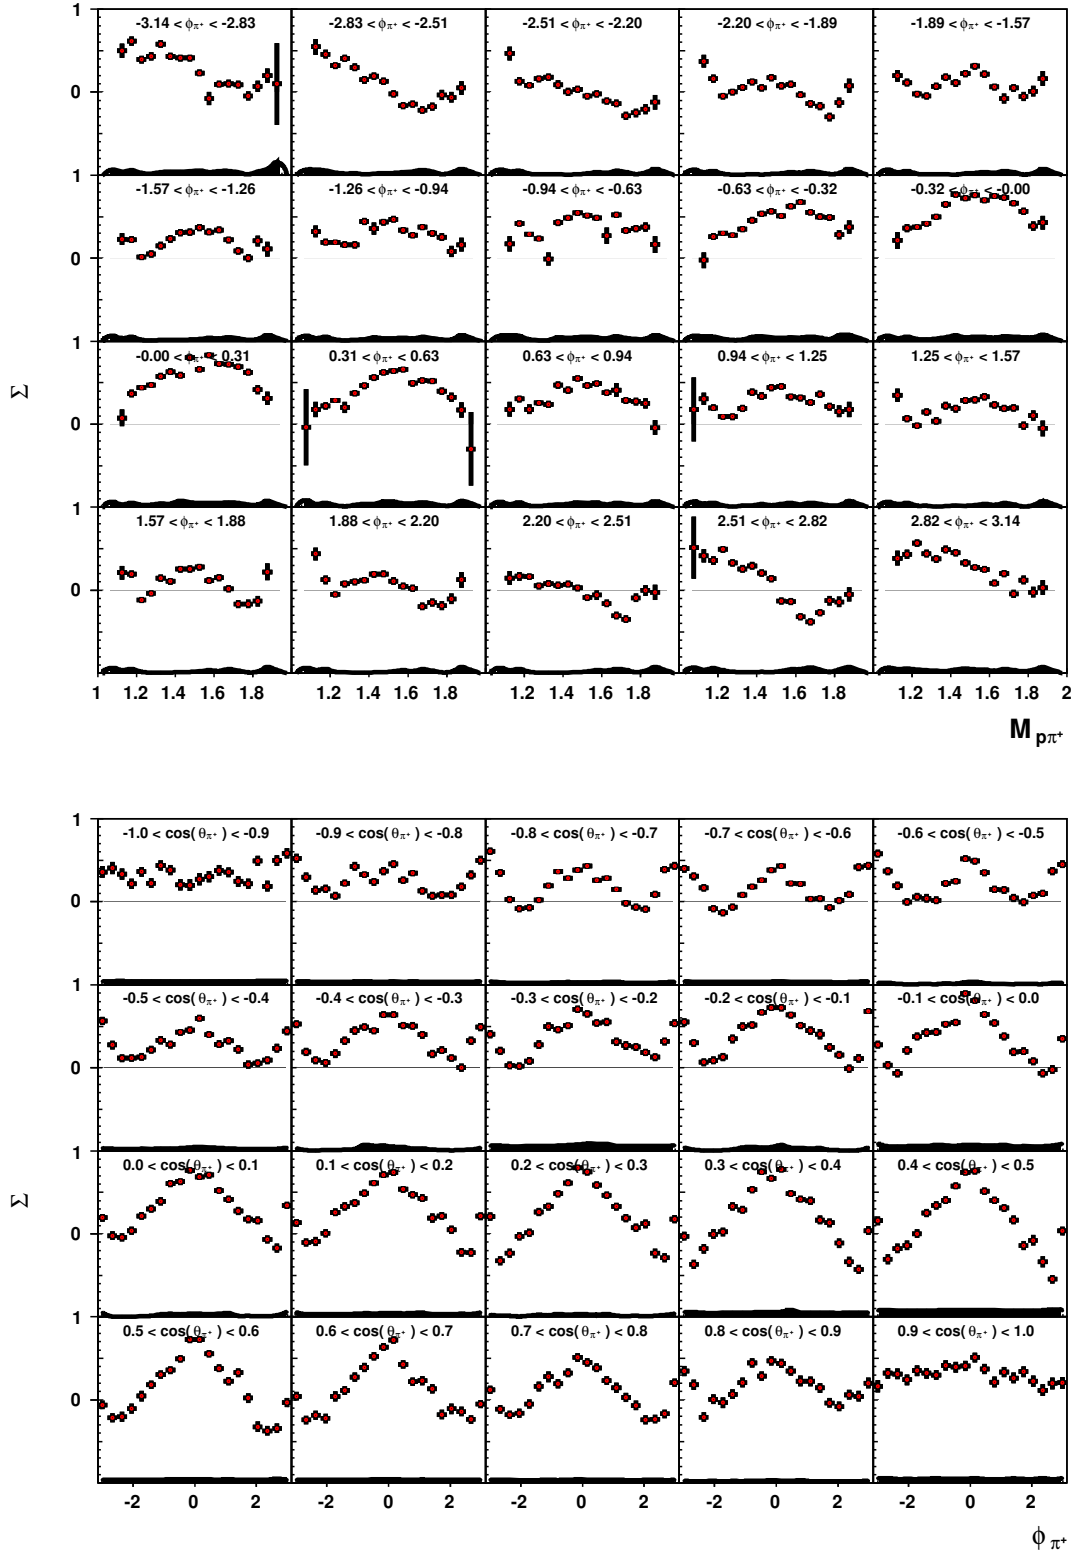 1 -3.14 < ϕπ⁺ < -2.83 -2.83 < ϕπ⁺ < -2.51 -2.51 < ϕπ⁺ < -2.20 -2.20 < ϕπ⁺ < -1.89 -1.89 < ϕπ⁺ < -1.57
0
1
-1.57 < ϕπ⁺ < -1.26 -1.26 < ϕπ⁺ < -0.94 -0.94 < ϕπ⁺ < -0.63 -0.63 < ϕπ⁺ < -0.32 -0.32 < ϕπ⁺ < -0.00
0
1
-0.00 < ϕπ⁺ < 0.31 0.31 < ϕπ⁺ < 0.63 0.63 < ϕπ⁺ < 0.94 0.94 < ϕπ⁺ < 1.25 1.25 < ϕπ⁺ < 1.57
Σ
0
1
1.57 < ϕπ⁺ < 1.88 1.88 < ϕπ⁺ < 2.20 2.20 < ϕπ⁺ < 2.51 2.51 < ϕπ⁺ < 2.82 2.82 < ϕπ⁺ < 3.14
0
1 1.2 1.4 1.6 1.8 1.2 1.4 1.6 1.8 1.2 1.4 1.6 1.8 1.2 1.4 1.6 1.8 1.2 1.4 1.6 1.8 2
M pπ⁺
1
-1.0 < cos(θπ⁺) < -0.9 -0.9 < cos(θπ⁺) < -0.8 -0.8 < cos(θπ⁺) < -0.7 -0.7 < cos(θπ⁺) < -0.6 -0.6 < cos(θπ⁺) < -0.5
0
1
-0.5 < cos(θπ⁺) < -0.4 -0.4 < cos(θπ⁺) < -0.3 -0.3 < cos(θπ⁺) < -0.2 -0.2 < cos(θπ⁺) < -0.1 -0.1 < cos(θπ⁺) < 0.0
0
1
0.0 < cos(θπ⁺) < 0.1 0.1 < cos(θπ⁺) < 0.2 0.2 < cos(θπ⁺) < 0.3 0.3 < cos(θπ⁺) < 0.4 0.4 < cos(θπ⁺) < 0.5
Σ
0
1
0.5 < cos(θπ⁺) < 0.6 0.6 < cos(θπ⁺) < 0.7 0.7 < cos(θπ⁺) < 0.8 0.8 < cos(θπ⁺) < 0.9 0.9 < cos(θπ⁺) < 1.0
0
-2 0 2 -2 0 2 -2 0 2 -2 0 2 -2 0 2
ϕ π⁺